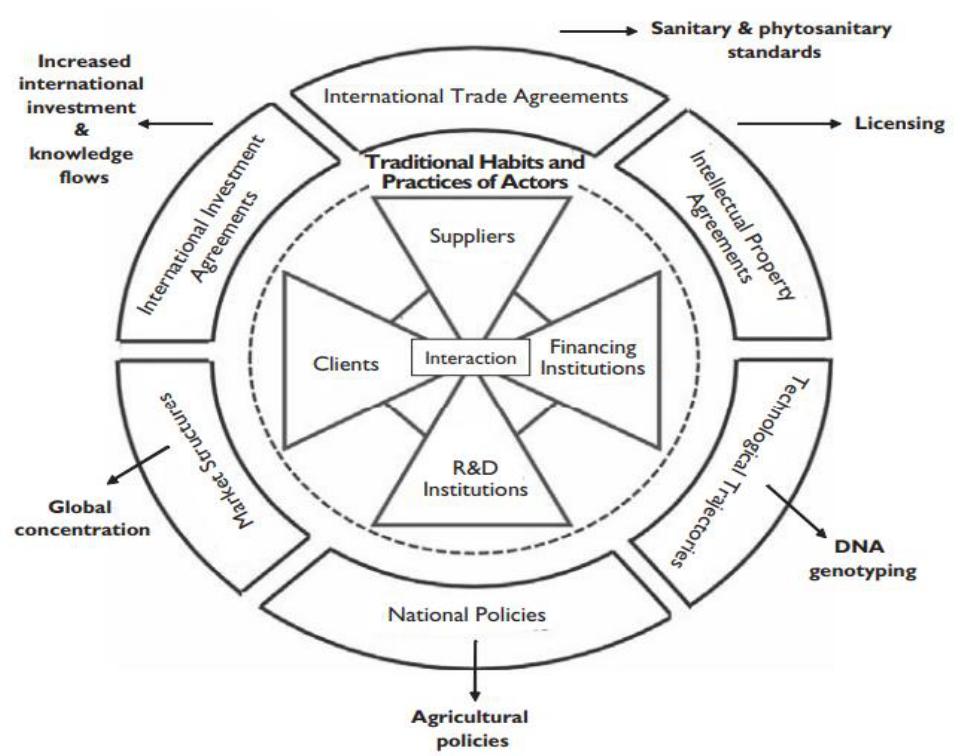 Sanitary & phytosanitary
standards
Increased
international
investment
&
knowledge
flows
International Trade Agreements
Licensing
Traditional Habits and
Practices of Actors
International Investment
Agreements
Intellectual Property
Agreements
Suppliers
Clients
Interaction
Financing
Institutions
R&D
Institutions
Market Structures
Technological Trajectories
Global
concentration
DNA
genotyping
National Policies
Agricultural
policies